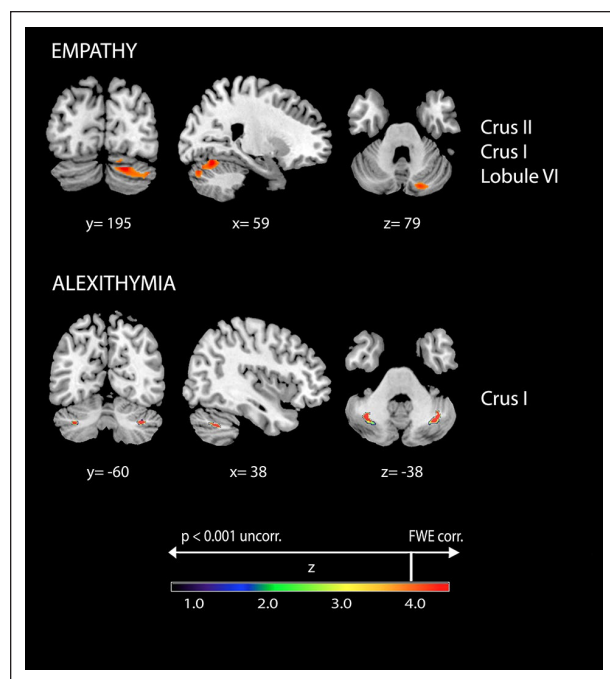 EMPATHY
Crus II
Crus I
Lobule VI
y= 195
x= 59
z= 79
ALEXITHYMIA
Crus I
y= -60
x= 38
z= -38
p < 0.001 uncorr.
FWE corr.
z
1.0
2.0
3.0
4.0